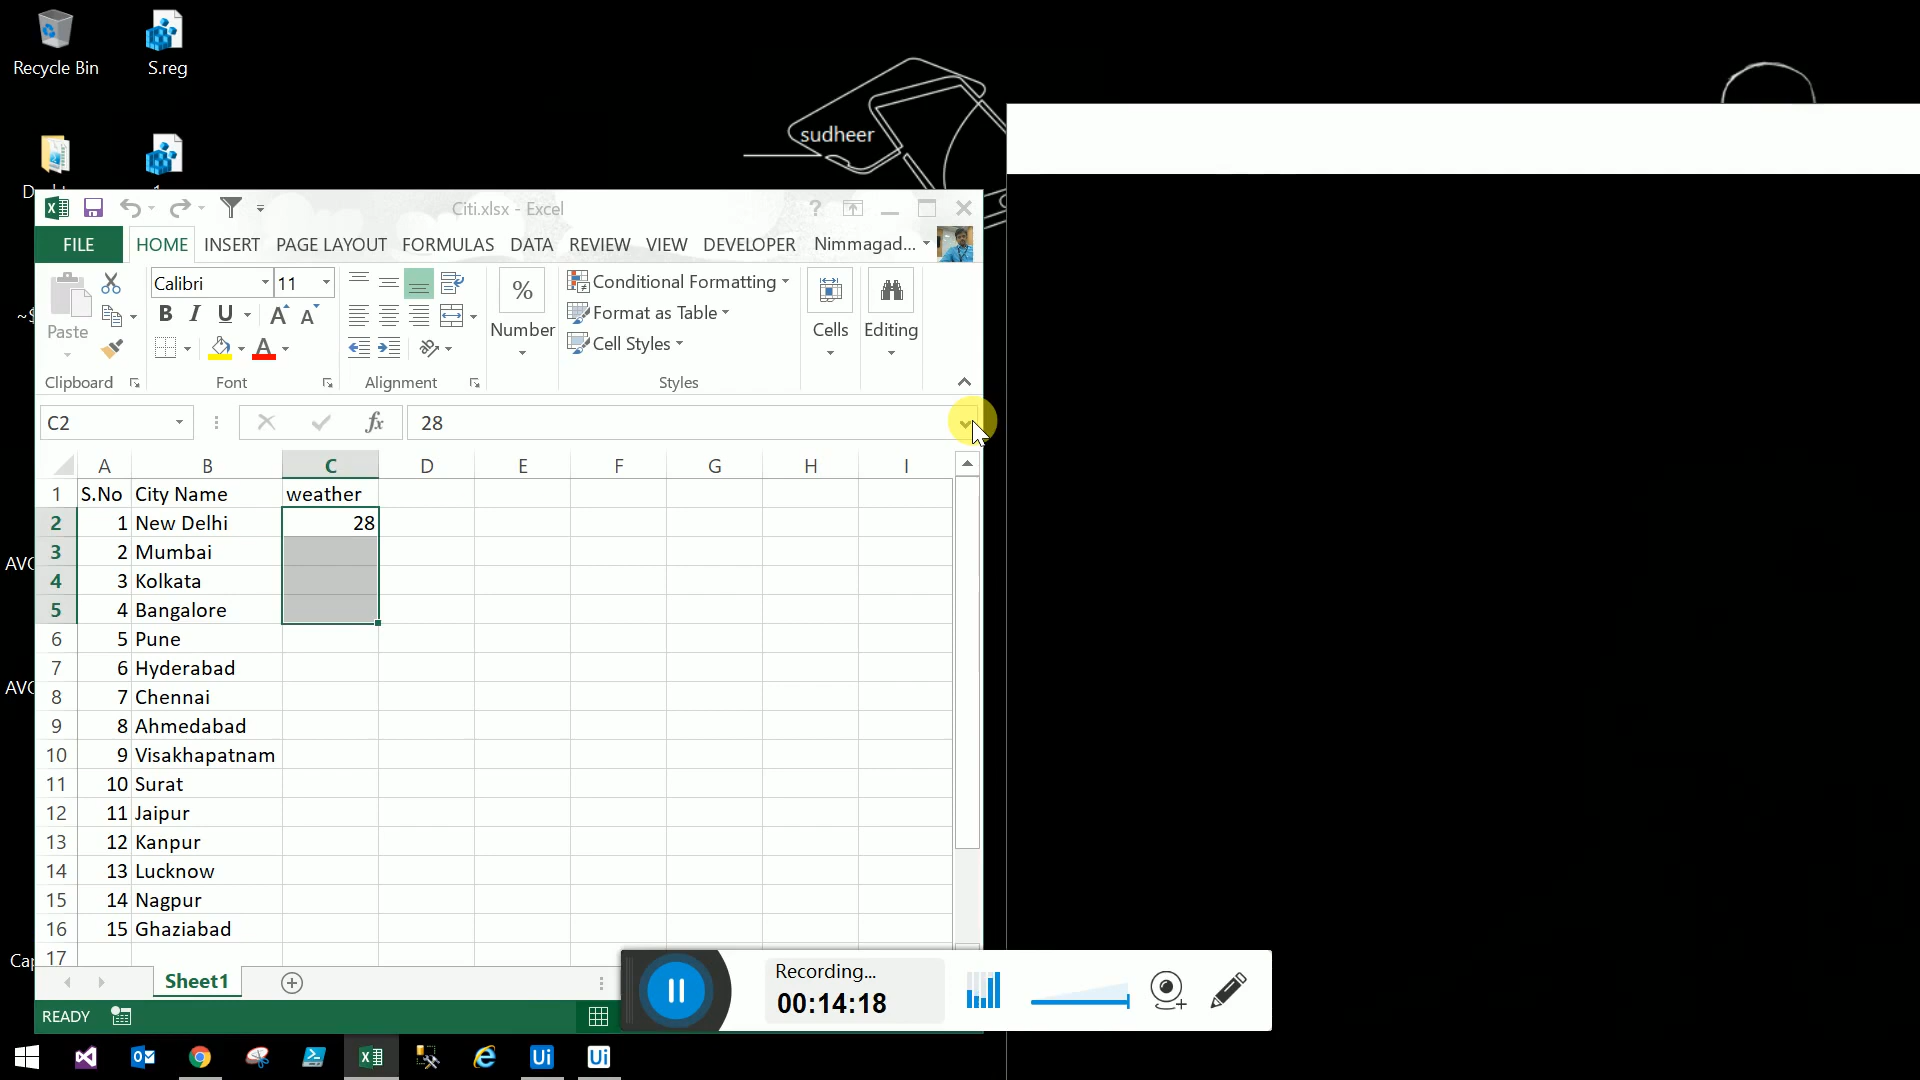 Recycle Bin
S.reg
sudheer
Citi.xlsx - Excel
?
FILE HOME INSERT PAGE LAYOUT FORMULAS DATA REVIEW VIEW DEVELOPER Nimmagad...
Calibri 11
%
Conditional Formatting
Format as Table
Cell Styles
Paste
B I U A A
A
Number
Cells
Editing
Clipboard
Font
Alignment
Styles
C2
fx
28
A B C D E F G H I
1 S.No City Name weather
2 1 New Delhi 28
3 2 Mumbai
4 3 Kolkata
5 4 Bangalore
6 5 Pune
7 6 Hyderabad
8 7 Chennai
9 8 Ahmedabad
10 9 Visakhapatnam
11 10 Surat
12 11 Jaipur
13 12 Kanpur
14 13 Lucknow
15 14 Nagpur
16 15 Ghaziabad
17
Sheet1
READY
Recording...
00:14:18
Ui
Ui